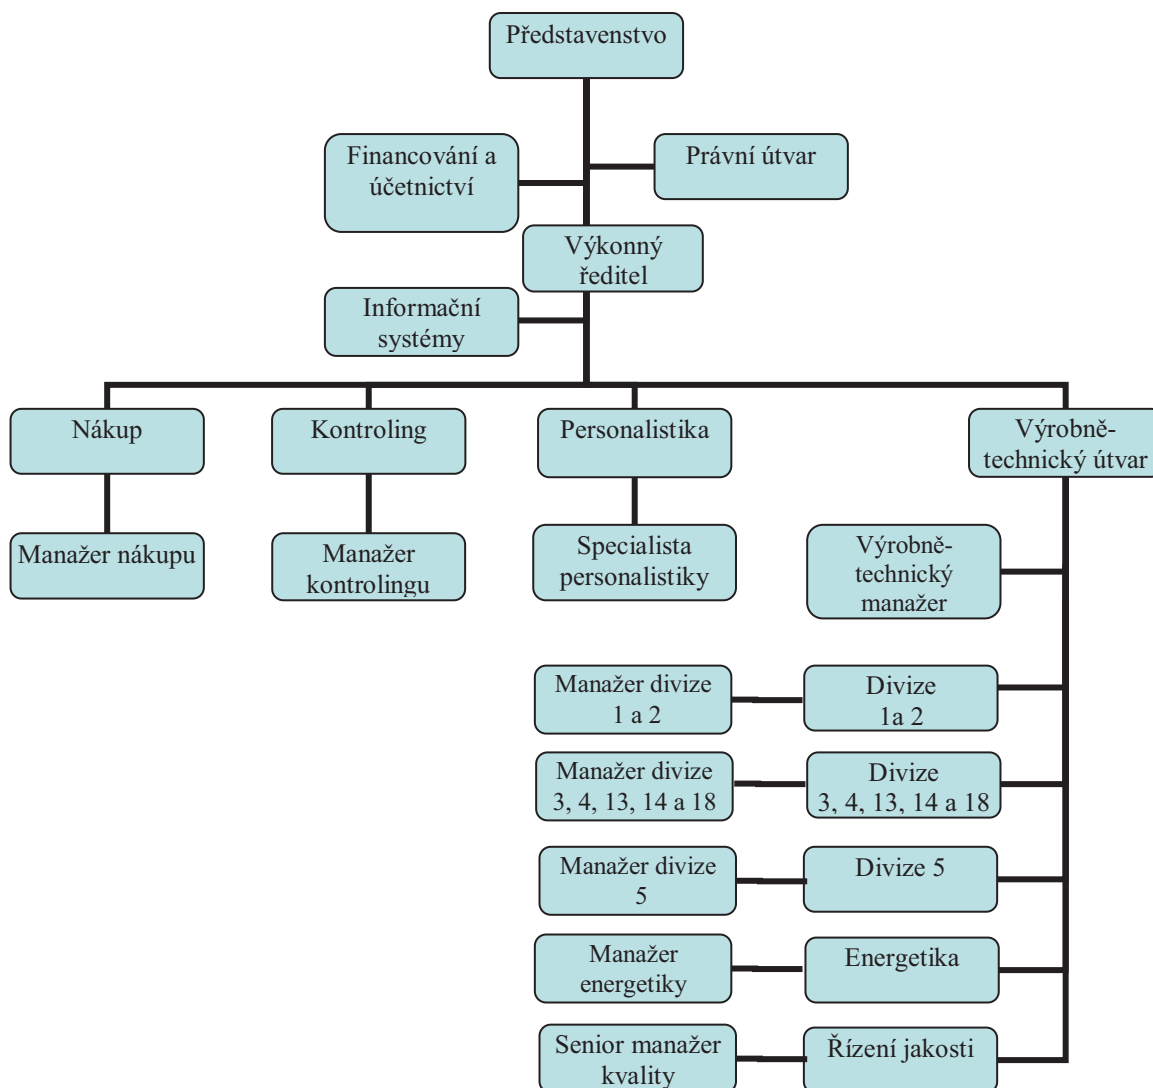 Představenstvo
Financování a
účetnictví
Právní útvar
Výkonný
ředitel
Informační
systémy
Nákup
Kontroling
Personalistika
Výrobně-
technický útvar
Manažer nákupu
Manažer
kontrolingu
Specialista
personalistiky
Výrobně-
technický
manažer
Manažer divize
1 a 2
Divize
1a 2
Manažer divize
3, 4, 13, 14 a 18
Divize
3, 4, 13, 14 a 18
Manažer divize
5
Divize 5
Manažer
energetiky
Energetika
Senior manažer
kvality
Řízení jakosti